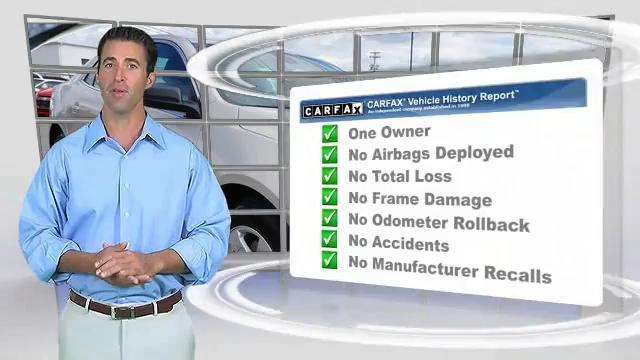 CARFAX
CARFAX Vehicle History Report™
An independent company established in 1986
One Owner
No Airbags Deployed
No Total Loss
No Frame Damage
No Odometer Rollback
No Accidents
No Manufacturer Recalls